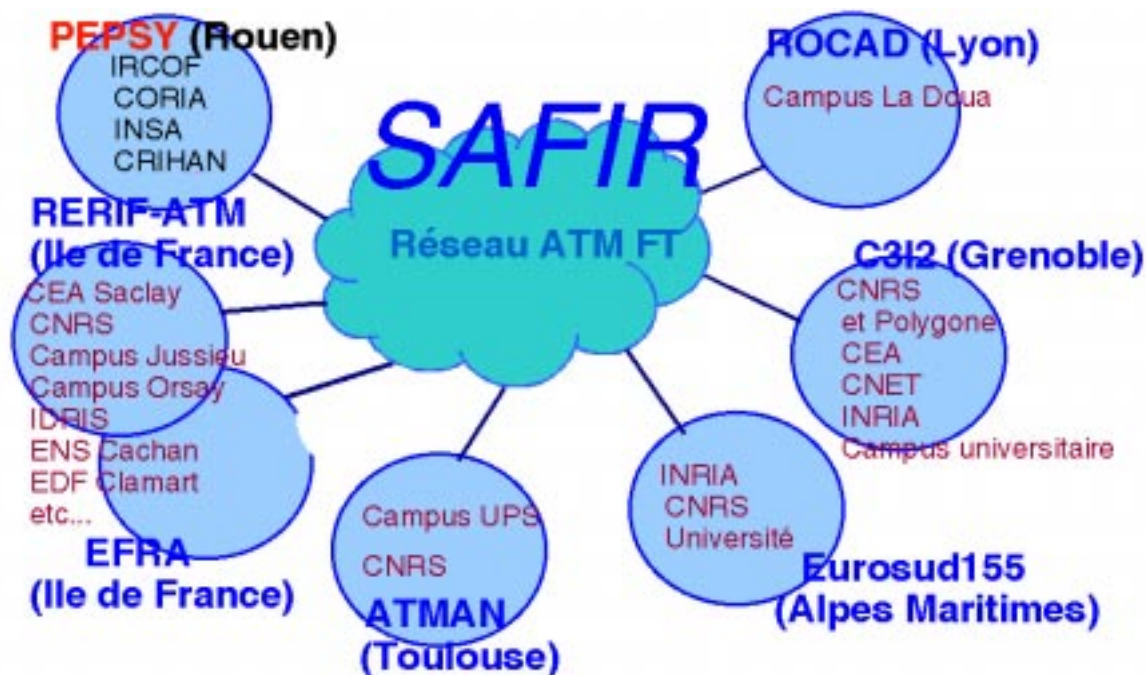 PEPSY (Rouen)
IRCOF
CORIA
INSA
CRIHAN
SAFIR
Réseau ATM FT
ROCAD (Lyon)
Campus La Doua
RERIF-ATM
(Ile de France)
CEA Saclay
CNRS
Campus Jussieu
Campus Orsay
IDRIS
ENS Cachan
EDF Clamart
etc...
EFRA
(Ile de France)
Campus UPS
CNRS
ATMAN
(Toulouse)
INRIA
CNRS
Université
Eurosud155
(Alpes Maritimes)
C3I2 (Grenoble)
CNRS
et Polygone
CEA
CNET
INRIA
Campus universitaire